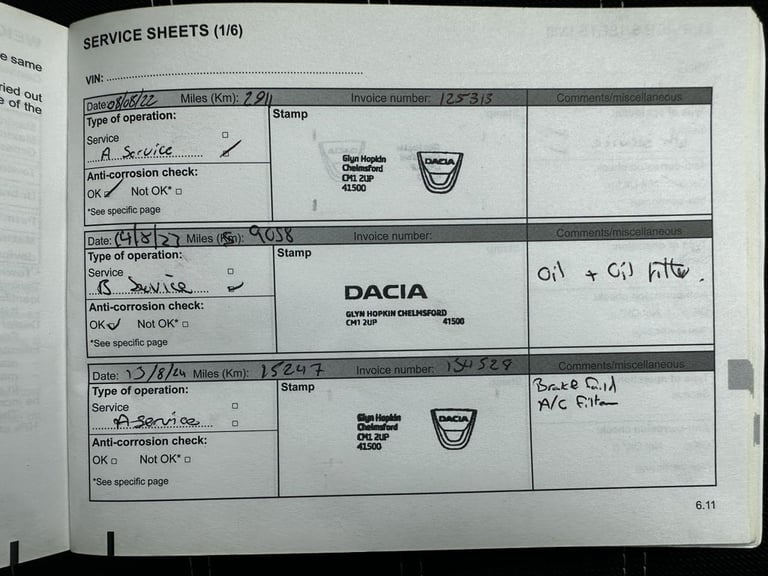 e same
ried out
e of the
SERVICE SHEETS (1/6)
VIN:
Date: 08/08/22 Miles (Km): 2911 Invoice number: 125313 Comments/miscellaneous
Type of operation:
Service
A Service
Anti-corrosion check:
OK Not OK*
*See specific page
Stamp
Glyn Hopkin
Chelmsford
CM1 2UP
41500
DACIA
Date: 14/8/23 Miles (Km): 9058 Invoice number: Comments/miscellaneous
Type of operation:
Service
B Service
Anti-corrosion check:
OK Not OK*
*See specific page
Stamp
DACIA
GLYN HOPKIN CHELMSFORD
CM1 2UP 41500
Oil + Oil Filter.
Date: 13/8/24 Miles (Km): 15247 Invoice number: 154529 Comments/miscellaneous
Type of operation:
Service
A Service
Anti-corrosion check:
OK Not OK*
*See specific page
Stamp
Glyn Hopkin
Chelmsford
CM1 2UP
41500
DACIA
Brake Fluid
A/C Filter
6.11